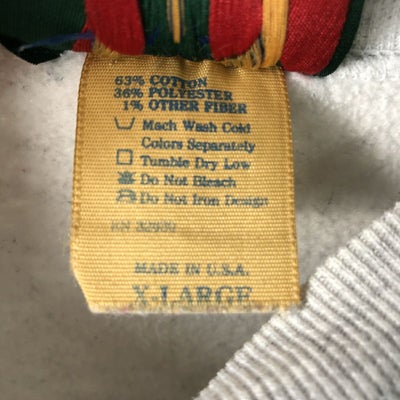 63% COTTON
36% POLYESTER
1% OTHER FIBER
Mach Wash Cold
Colors Separately
Tumble Dry Low
Do Not Bleach
Do Not Iron Design
RN
MADE IN U.S.A.
X-LARGE